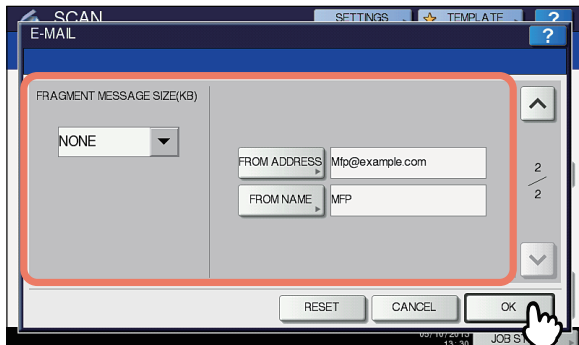 SCAN
SETTINGS
TEMPLATE
?
E-MAIL
?
FRAGMENT MESSAGE SIZE(KB)
NONE
FROM ADDRESS
Mfp@example.com
FROM NAME
MFP
2
2
RESET
CANCEL
OK
JOB ST